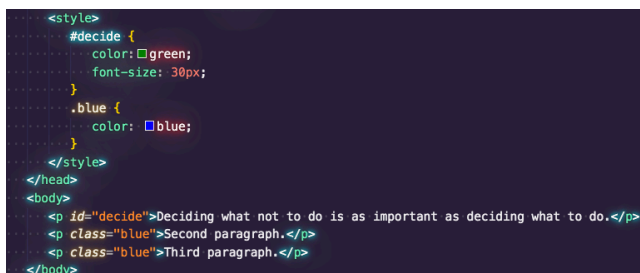 <style>
#decide {
color: green;
font-size: 30px;
}
.blue {
color: blue;
}
</style>
</head>
<body>
<p id="decide">Deciding what not to do is as important as deciding what to do.</p>
<p class="blue">Second paragraph.</p>
<p class="blue">Third paragraph.</p>
</body>